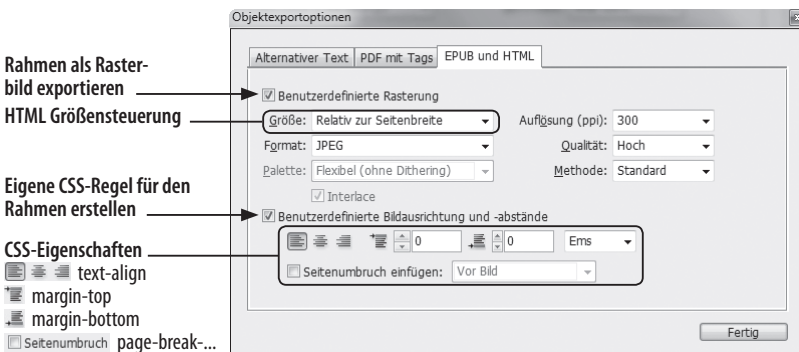 Objektexportoptionen
Alternativer Text
PDF mit Tags
EPUB und HTML
Rahmen als Raster-
bild exportieren
HTML Größensteuerung
Benutzerdefinierte Rasterung
Größe: Relativ zur Seitenbreite
Auflösung (ppi): 300
Format: JPEG
Qualität: Hoch
Palette: Flexibel (ohne Dithering)
Methode: Standard
Interlace
Eigene CSS-Regel für den
Rahmen erstellen
Benutzerdefinierte Bildausrichtung und -abstände
0
0
Ems
Seitenumbruch einfügen: Vor Bild
CSS-Eigenschaften
text-align
margin-top
margin-bottom
Seitenumbruch page-break-...
Fertig